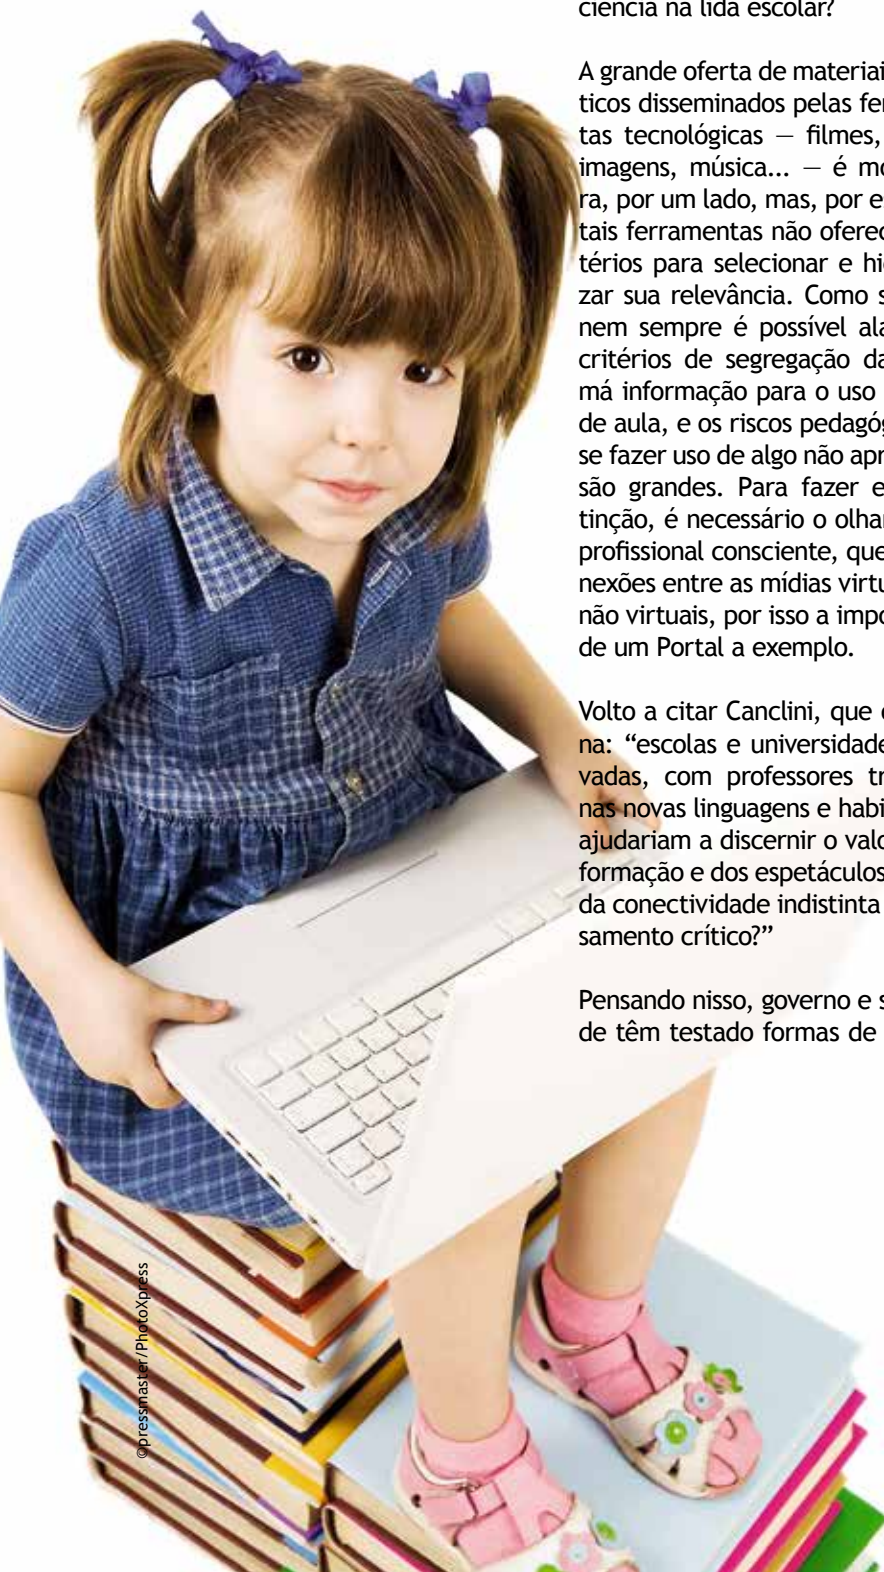 ciência na lida escolar?
A grande oferta de materiai
ticos disseminados pelas fer
tas tecnológicas — filmes,
imagens, música... — é mo
ra, por um lado, mas, por e
tais ferramentas não oferec
térios para selecionar e hie
zar sua relevância. Como s
nem sempre é possível ala
critérios de segregação da
má informação para o uso
de aula, e os riscos pedagóg
se fazer uso de algo não apr
são grandes. Para fazer e
tinção, é necessário o olhar
profissional consciente, que
nexões entre as mídias virtu
não virtuais, por isso a impo
de um Portal a exemplo.
Volto a citar Canclini, que
na: “escolas e universidade
vadas, com professores tr
nas novas linguagens e habi
ajudariam a discernir o valo
formação e dos espetáculos
da conectividade indistinta
samento crítico?”
Pensando nisso, governo e s
de têm testado formas de
©pressmaster/PhotoXpress